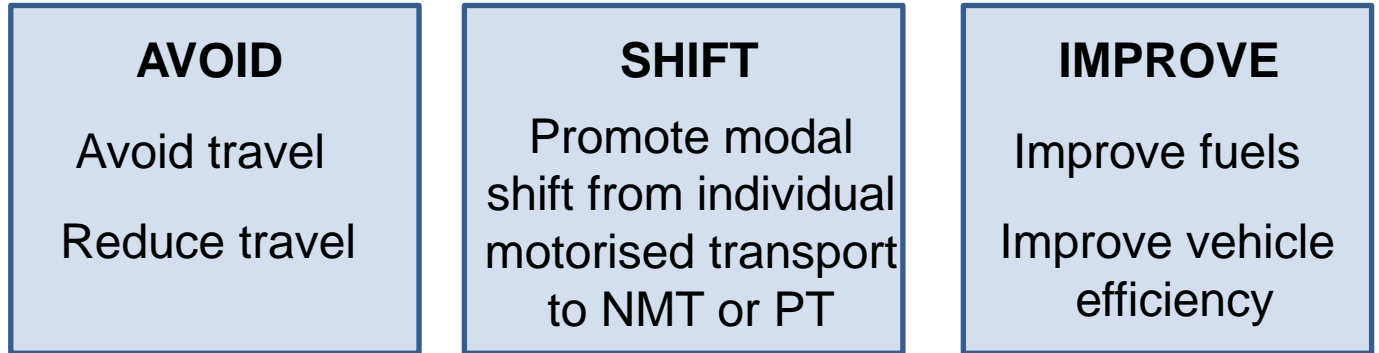 AVOID
Avoid travel
Reduce travel
SHIFT
Promote modal
shift from individual
motorised transport
to NMT or PT
IMPROVE
Improve fuels
Improve vehicle
efficiency